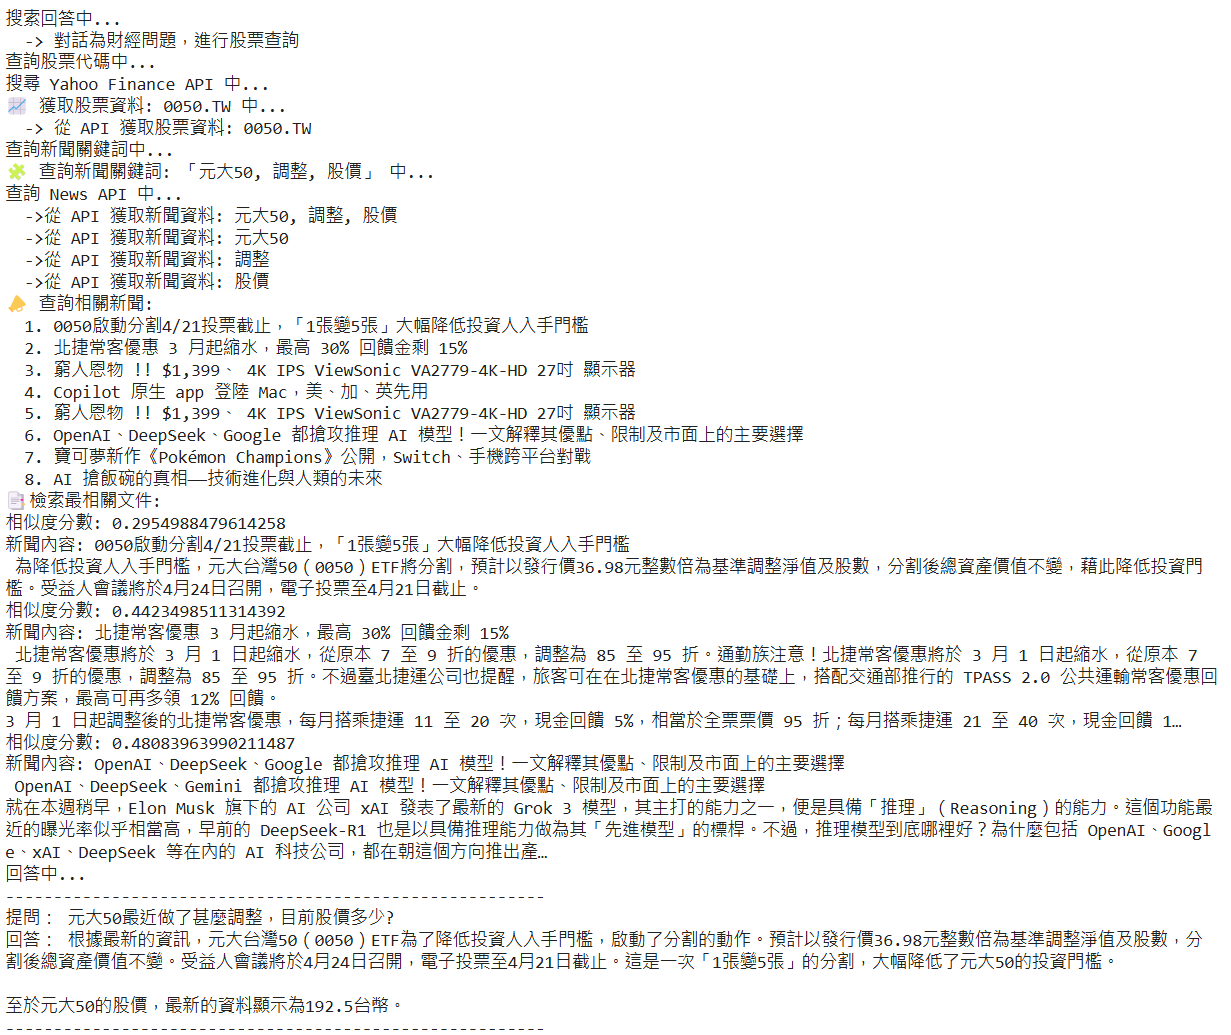 搜索回答中...
-> 對話為財經問題，進行股票查詢
查詢股票代碼中...
搜尋 Yahoo Finance API 中...
📈 獲取股票資料: 0050.TW 中...
-> 從 API 獲取股票資料: 0050.TW
查詢新聞關鍵詞中...
🧩 查詢新聞關鍵詞: 「元大50, 調整, 股價」 中...
查詢 News API 中...
->從 API 獲取新聞資料: 元大50, 調整, 股價
->從 API 獲取新聞資料: 元大50
->從 API 獲取新聞資料: 調整
->從 API 獲取新聞資料: 股價
📣 查詢相關新聞:
1. 0050啟動分割4/21投票截止，「1張變5張」大幅降低投資人入手門檻
2. 北捷常客優惠 3 月起縮水，最高 30% 回饋金剩 15%
3. 窮人恩物 !! $1,399、 4K IPS ViewSonic VA2779-4K-HD 27吋 顯示器
4. Copilot 原生 app 登陸 Mac，美、加、英先用
5. 窮人恩物 !! $1,399、 4K IPS ViewSonic VA2779-4K-HD 27吋 顯示器
6. OpenAI、DeepSeek、Google 都搶攻推理 AI 模型！一文解釋其優點、限制及市面上的主要選擇
7. 寶可夢新作《Pokémon Champions》公開，Switch、手機跨平台對戰
8. AI 搶飯碗的真相——技術進化與人類的未來
📑 檢索最相關文件:
相似度分數: 0.2954988479614258
新聞內容: 0050啟動分割4/21投票截止，「1張變5張」大幅降低投資人入手門檻
為降低投資人入手門檻，元大台灣50（0050）ETF將分割，預計以發行價36.98元整數倍為基準調整淨值及股數，分割後總資產價值不變，藉此降低投資門
檻。受益人會議將於4月24日召開，電子投票至4月21日截止。
相似度分數: 0.4423498511314392
新聞內容: 北捷常客優惠 3 月起縮水，最高 30% 回饋金剩 15%
北捷常客優惠將於 3 月 1 日起縮水，從原本 7 至 9 折的優惠，調整為 85 至 95 折。通勤族注意！北捷常客優惠將於 3 月 1 日起縮水，從原本 7
至 9 折的優惠，調整為 85 至 95 折。不過臺北捷運公司也提醒，旅客可在在北捷常客優惠的基礎上，搭配交通部推行的 TPASS 2.0 公共運輸常客優惠回
饋方案，最高可再多領 12% 回饋。
3 月 1 日起調整後的北捷常客優惠，每月搭乘捷運 11 至 20 次，現金回饋 5%，相當於全票票價 95 折；每月搭乘捷運 21 至 40 次，現金回饋 1…
相似度分數: 0.48083963990211487
新聞內容: OpenAI、DeepSeek、Google 都搶攻推理 AI 模型！一文解釋其優點、限制及市面上的主要選擇
OpenAI、DeepSeek、Gemini 都搶攻推理 AI 模型！一文解釋其優點、限制及市面上的主要選擇
就在本週稍早，Elon Musk 旗下的 AI 公司 xAI 發表了最新的 Grok 3 模型，其主打的能力之一，便是具備「推理」（Reasoning）的能力。這個功能最
近的曝光率似乎相當高，早前的 DeepSeek-R1 也是以具備推理能力做為其「先進模型」的標桿。不過，推理模型到底哪裡好？為什麼包括 OpenAI、Googl
e、xAI、DeepSeek 等在內的 AI 科技公司，都在朝這個方向推出產…
回答中...
-------------------------------------------------------
提問： 元大50最近做了甚麼調整，目前股價多少?
回答： 根據最新的資訊，元大台灣50（0050）ETF為了降低投資人入手門檻，啟動了分割的動作。預計以發行價36.98元整數倍為基準調整淨值及股數，分
割後總資產價值不變。受益人會議將於4月24日召開，電子投票至4月21日截止。這是一次「1張變5張」的分割，大幅降低了元大50的投資門檻。
至於元大50的股價，最新的資料顯示為192.5台幣。
-------------------------------------------------------